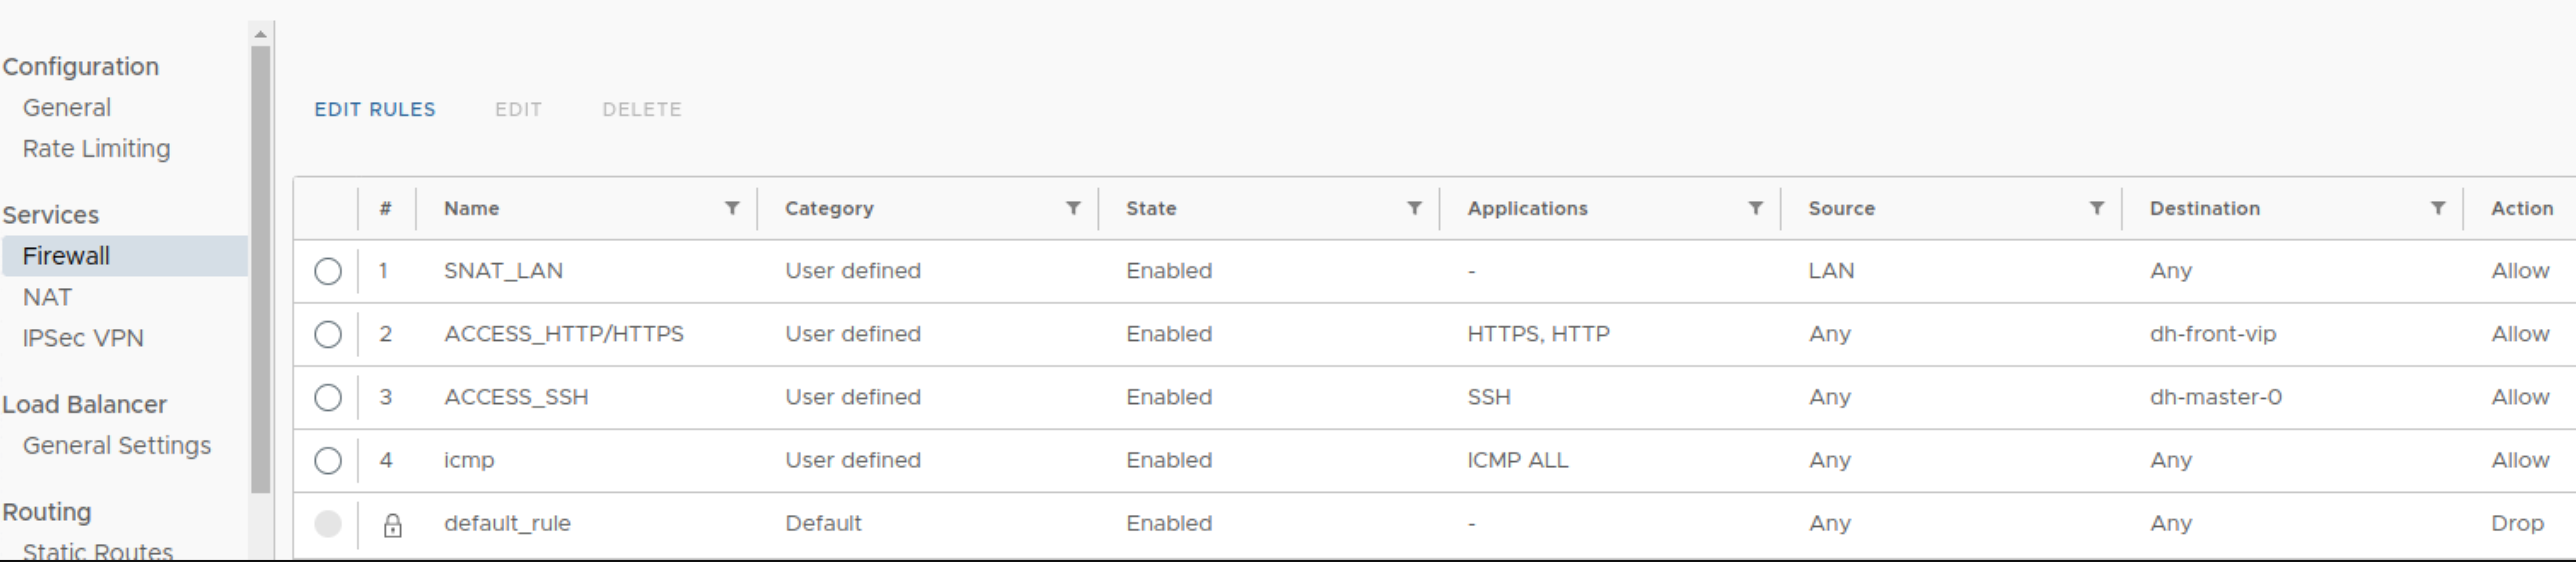 Configuration
General
Rate Limiting
Services
Firewall
NAT
IPSec VPN
Load Balancer
General Settings
Routing
Static Routes
EDIT RULES EDIT DELETE
# Name Category State Applications Source Destination Action
1 SNAT_LAN User defined Enabled - LAN Any Allow
2 ACCESS_HTTP/HTTPS User defined Enabled HTTPS, HTTP Any dh-front-vip Allow
3 ACCESS_SSH User defined Enabled SSH Any dh-master-0 Allow
4 icmp User defined Enabled ICMP ALL Any Any Allow
default_rule Default Enabled - Any Any Drop